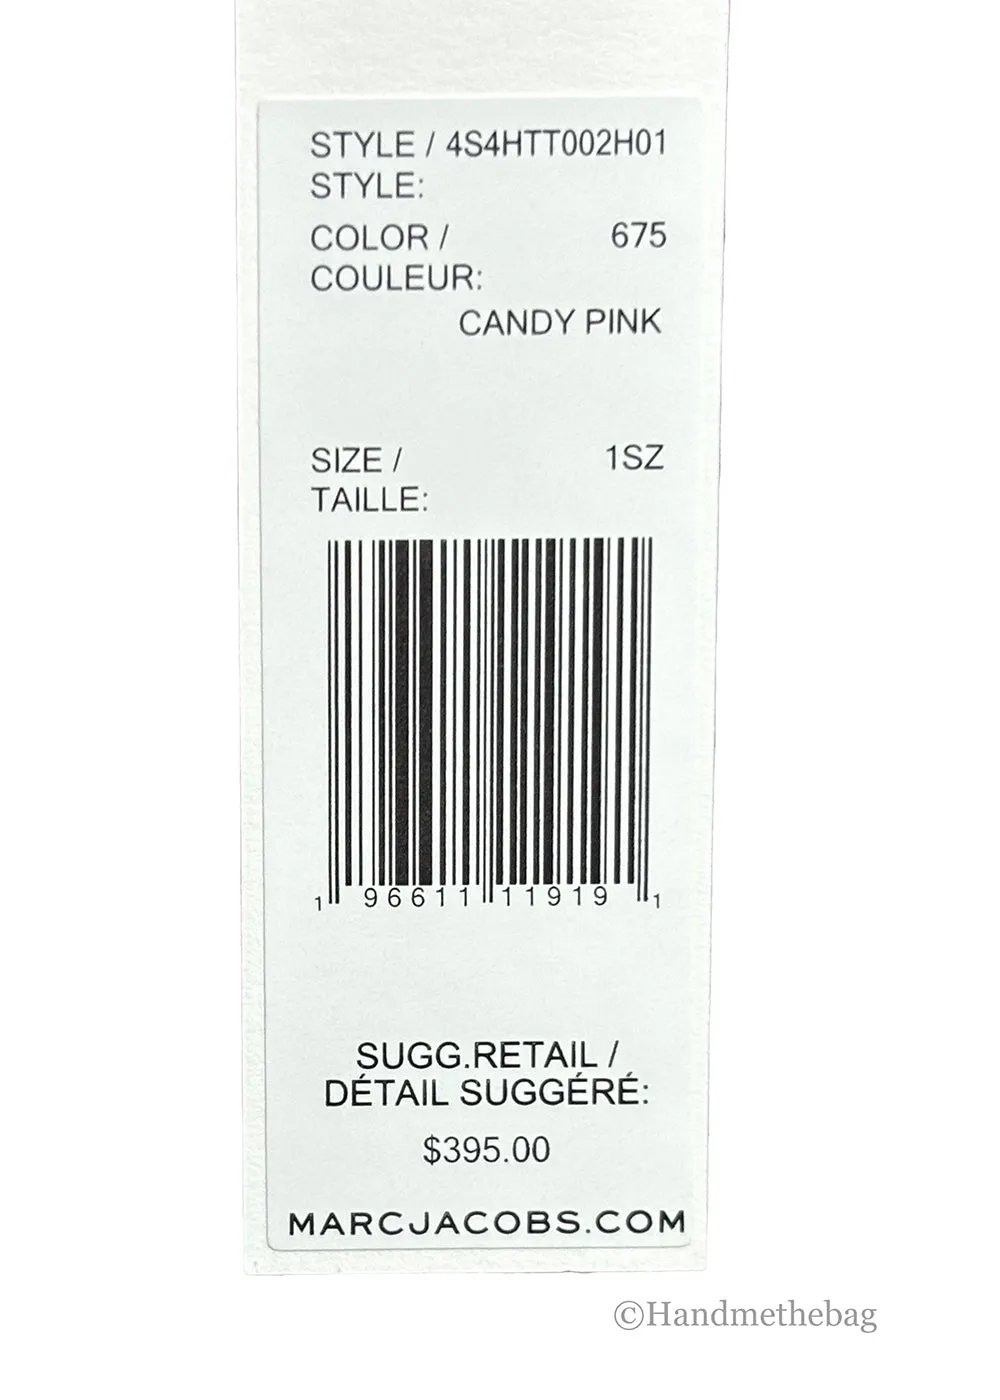 STYLE / 4S4HTT002H01
STYLE:
COLOR / 675
COULEUR:
CANDY PINK
SIZE / 1SZ
TAILLE:
1 96611 11919 1
SUGG.RETAIL /
DÉTAIL SUGGÉRÉ:
$395.00
MARCJACOBS.COM
©Handmethebag